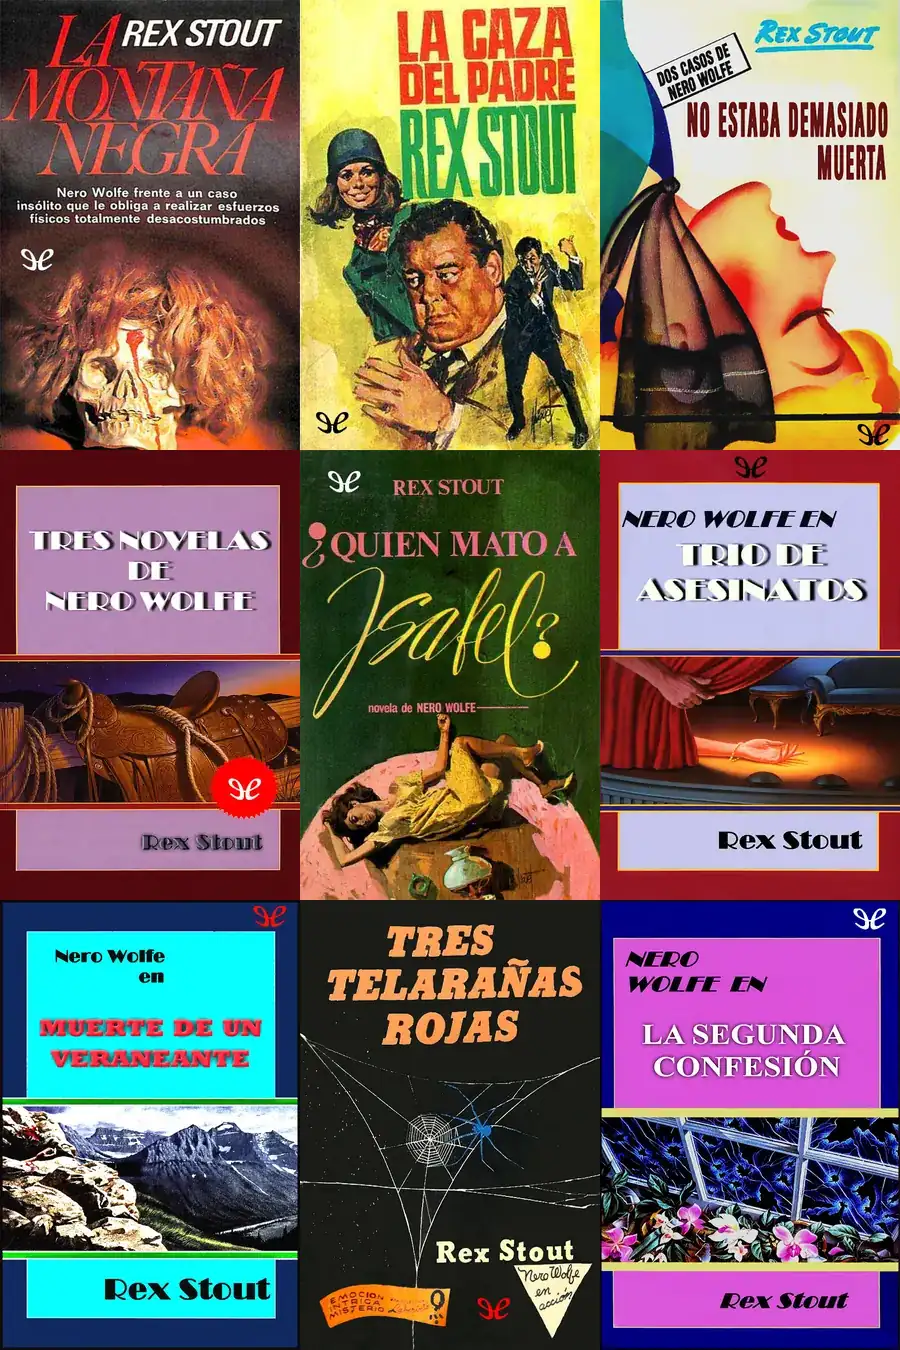 REX STOUT
LA
MONTAÑA
NEGRA
Nero Wolfe frente a un caso
insólito que le obliga a realizar esfuerzos
físicos totalmente desacostumbrados
LA CAZA
DEL PADRE
REX STOUT
REX STOUT
DOS CASOS DE
NERO WOLFE
NO ESTABA DEMASIADO
MUERTA
TRES NOVELAS
DE
NERO WOLFE
Rex Stout
REX STOUT
¿QUIEN MATO A
Isabel?
novela de NERO WOLFE
NERO WOLFE EN
TRIO DE
ASESINATOS
Rex Stout
Nero Wolfe
en
MUERTE DE UN
VERANEANTE
Rex Stout
TRES
TELARAÑAS
ROJAS
Rex Stout
EMOCION
INTRIGA
MISTERIO
Nero Wolfe
en
acción
NERO
WOLFE EN
LA SEGUNDA
CONFESIÓN
Rex Stout